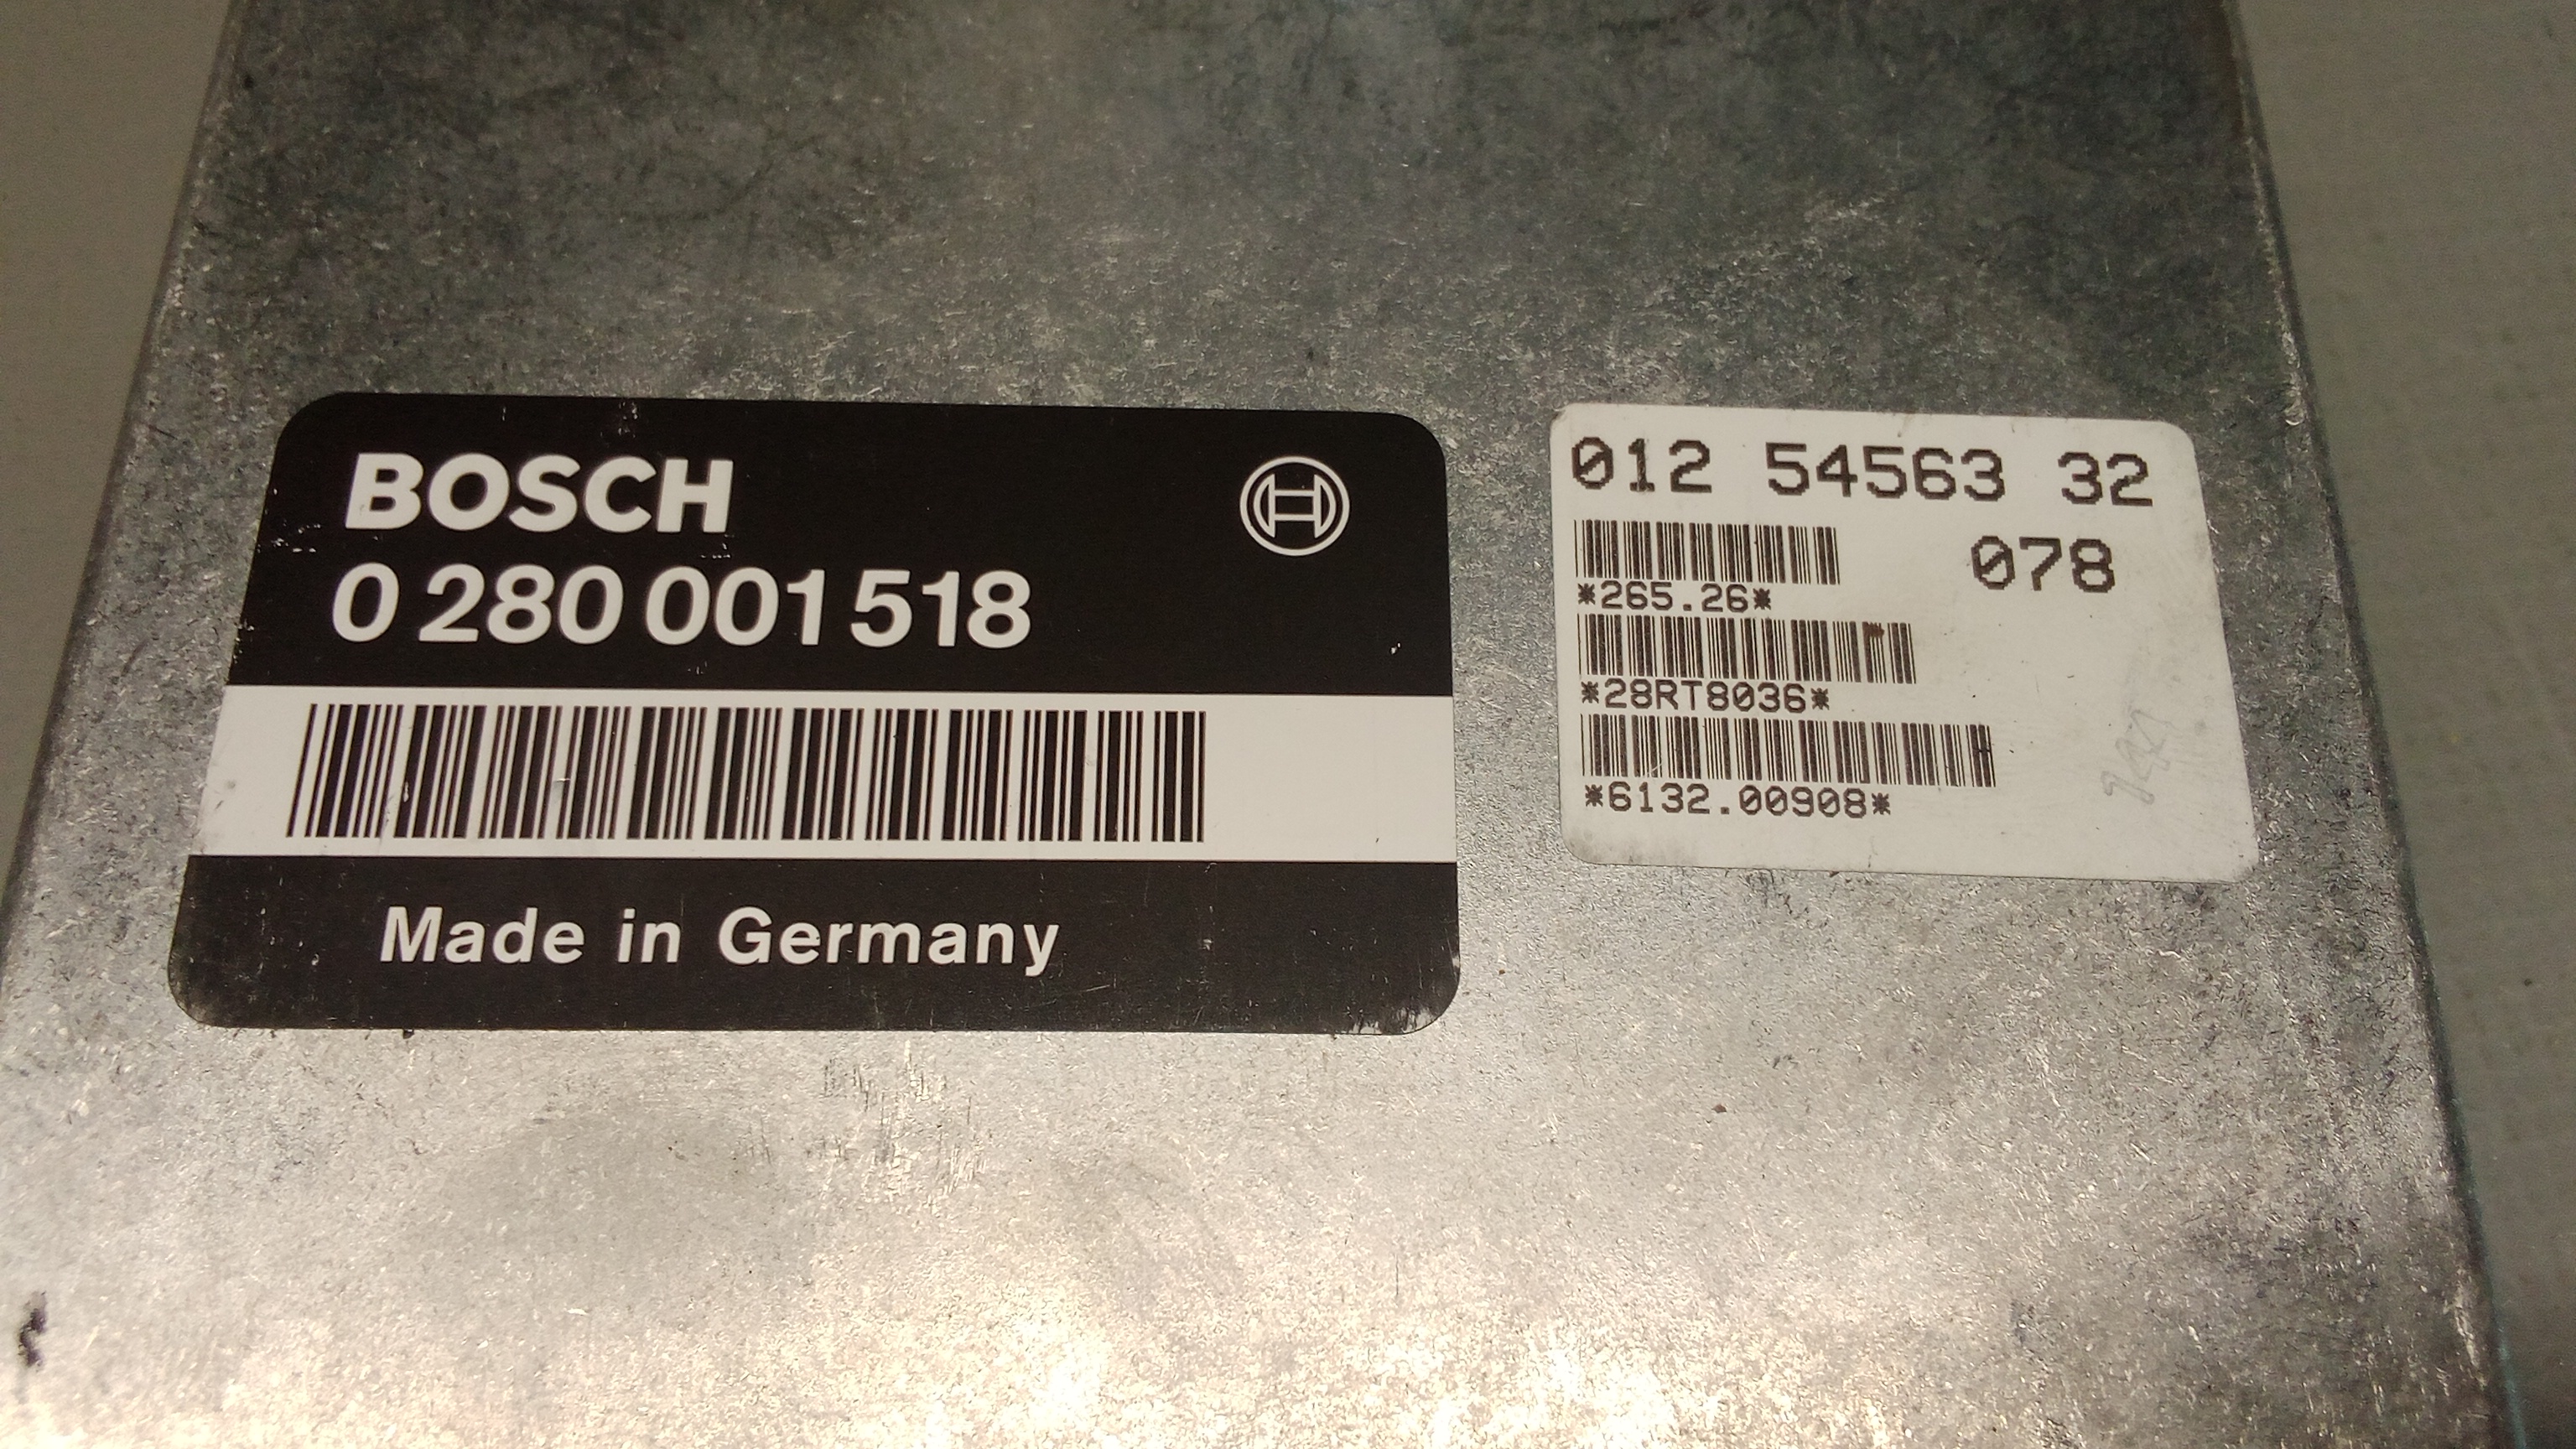 BOSCH
0 280 001 518
Made in Germany
012 54563 32
078
*265.26*
*28RT8036*
*6132.00908*